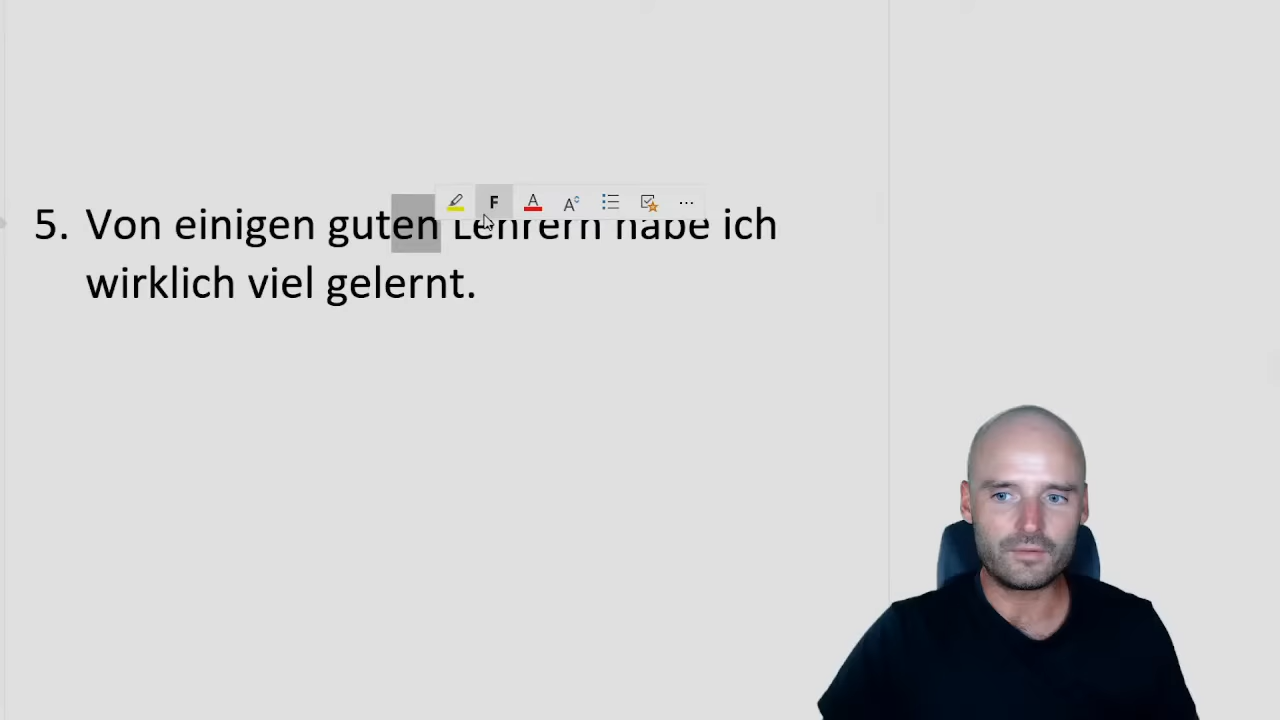 F A A ...
5. Von einigen guten Lehrern habe ich
wirklich viel gelernt.